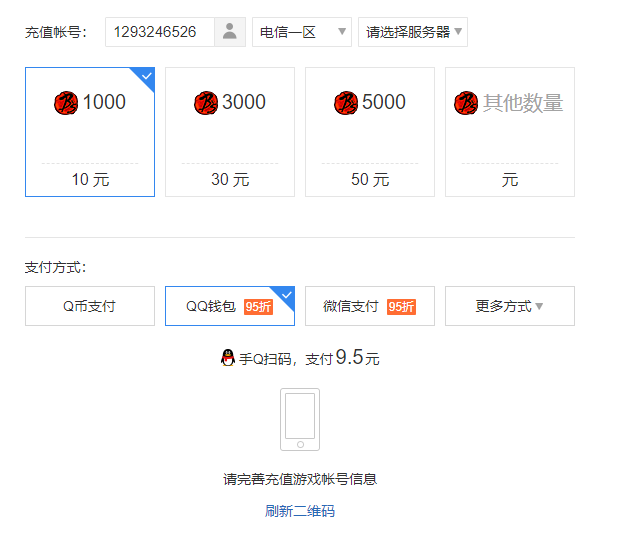 充值帐号： 1293246526 电信一区 请选择服务器
1000 3000 5000 其他数量
10 元 30 元 50 元 元
支付方式：
Q币支付 QQ钱包 95折 微信支付 95折 更多方式
手Q扫码，支付9.5元
请完善充值游戏帐号信息
刷新二维码